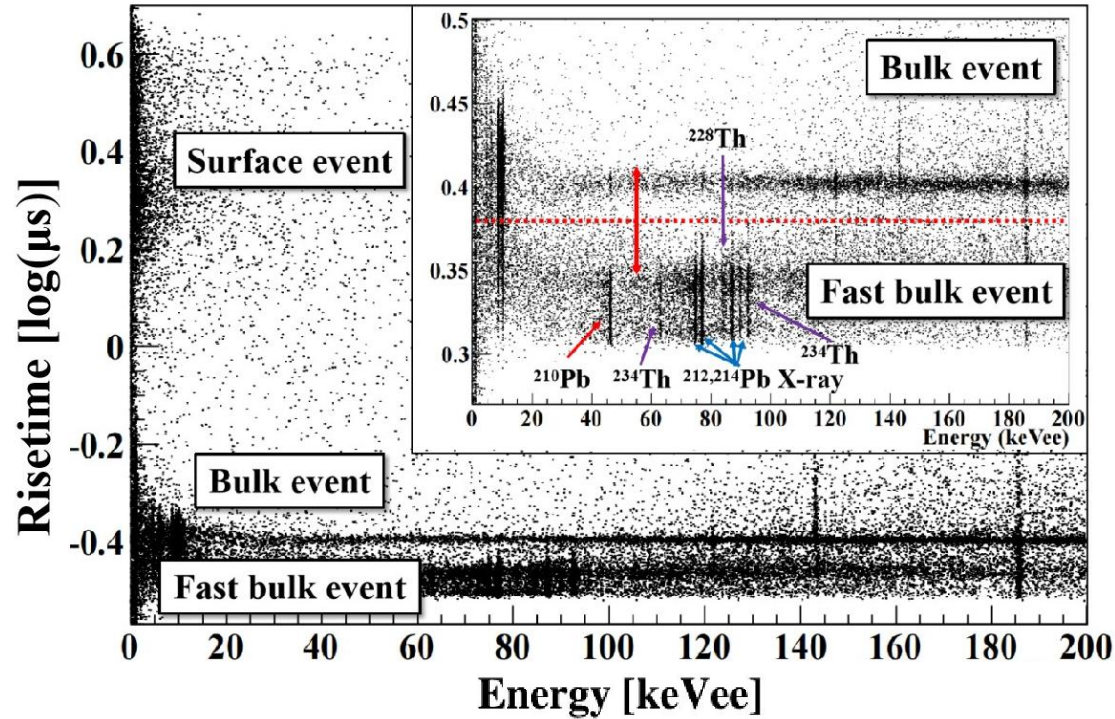 Risetime [log(μs)]
0.6
0.4
0.2
0
-0.2
-0.4
Surface event
Bulk event
Fast bulk event
0 20 40 60 80 100 120 140 160 180 200
Energy [keVee]
0.5
0.45
0.4
0.35
0.3
Bulk event
²²⁸Th
Fast bulk event
²¹⁰Pb ²³⁴Th ²¹²,²¹⁴Pb X-ray ²³⁴Th
0 20 40 60 80 100 120 140 160 180 200
Energy (keVee)